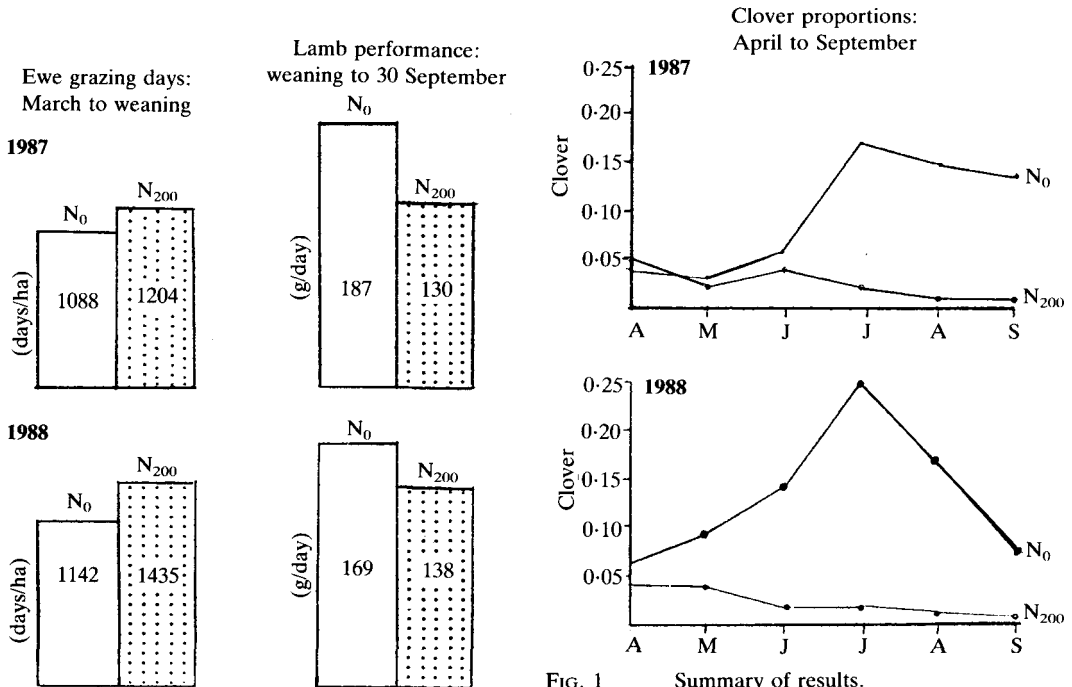 Ewe grazing days:
March to weaning
1987
N0
N200
(days/ha)
1088
1204
1988
N0
N200
(days/ha)
1142
1435
Lamb performance:
weaning to 30 September
N0
N200
(g/day)
187
130
N0
N200
(g/day)
169
138
Clover proportions:
April to September
0·25
1987
0·20
0·15
0·10
0·05
Clover
N0
N200
A M J J A S
0·25
1988
0·20
0·15
0·10
0·05
Clover
N0
N200
A M J J A S
FIG. 1 Summary of results.